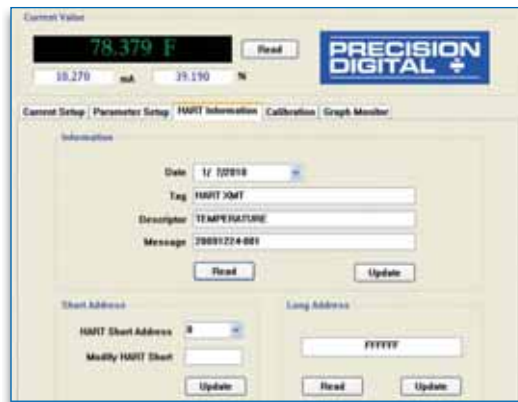 Current Value
78.379 F
Read
PRECISION
DIGITAL
10.270 mA 39.190 %
Current Setup Parameter Setup HART Information Calibration Graph Monitor
Information
Date 1/ 7/2010
Tag HART XMT
Descriptor TEMPERATURE
Message 20091224-001
Read Update
Short Address
HART Short Address 0
Modify HART Short
Update
Long Address
FFFFFF
Read Update